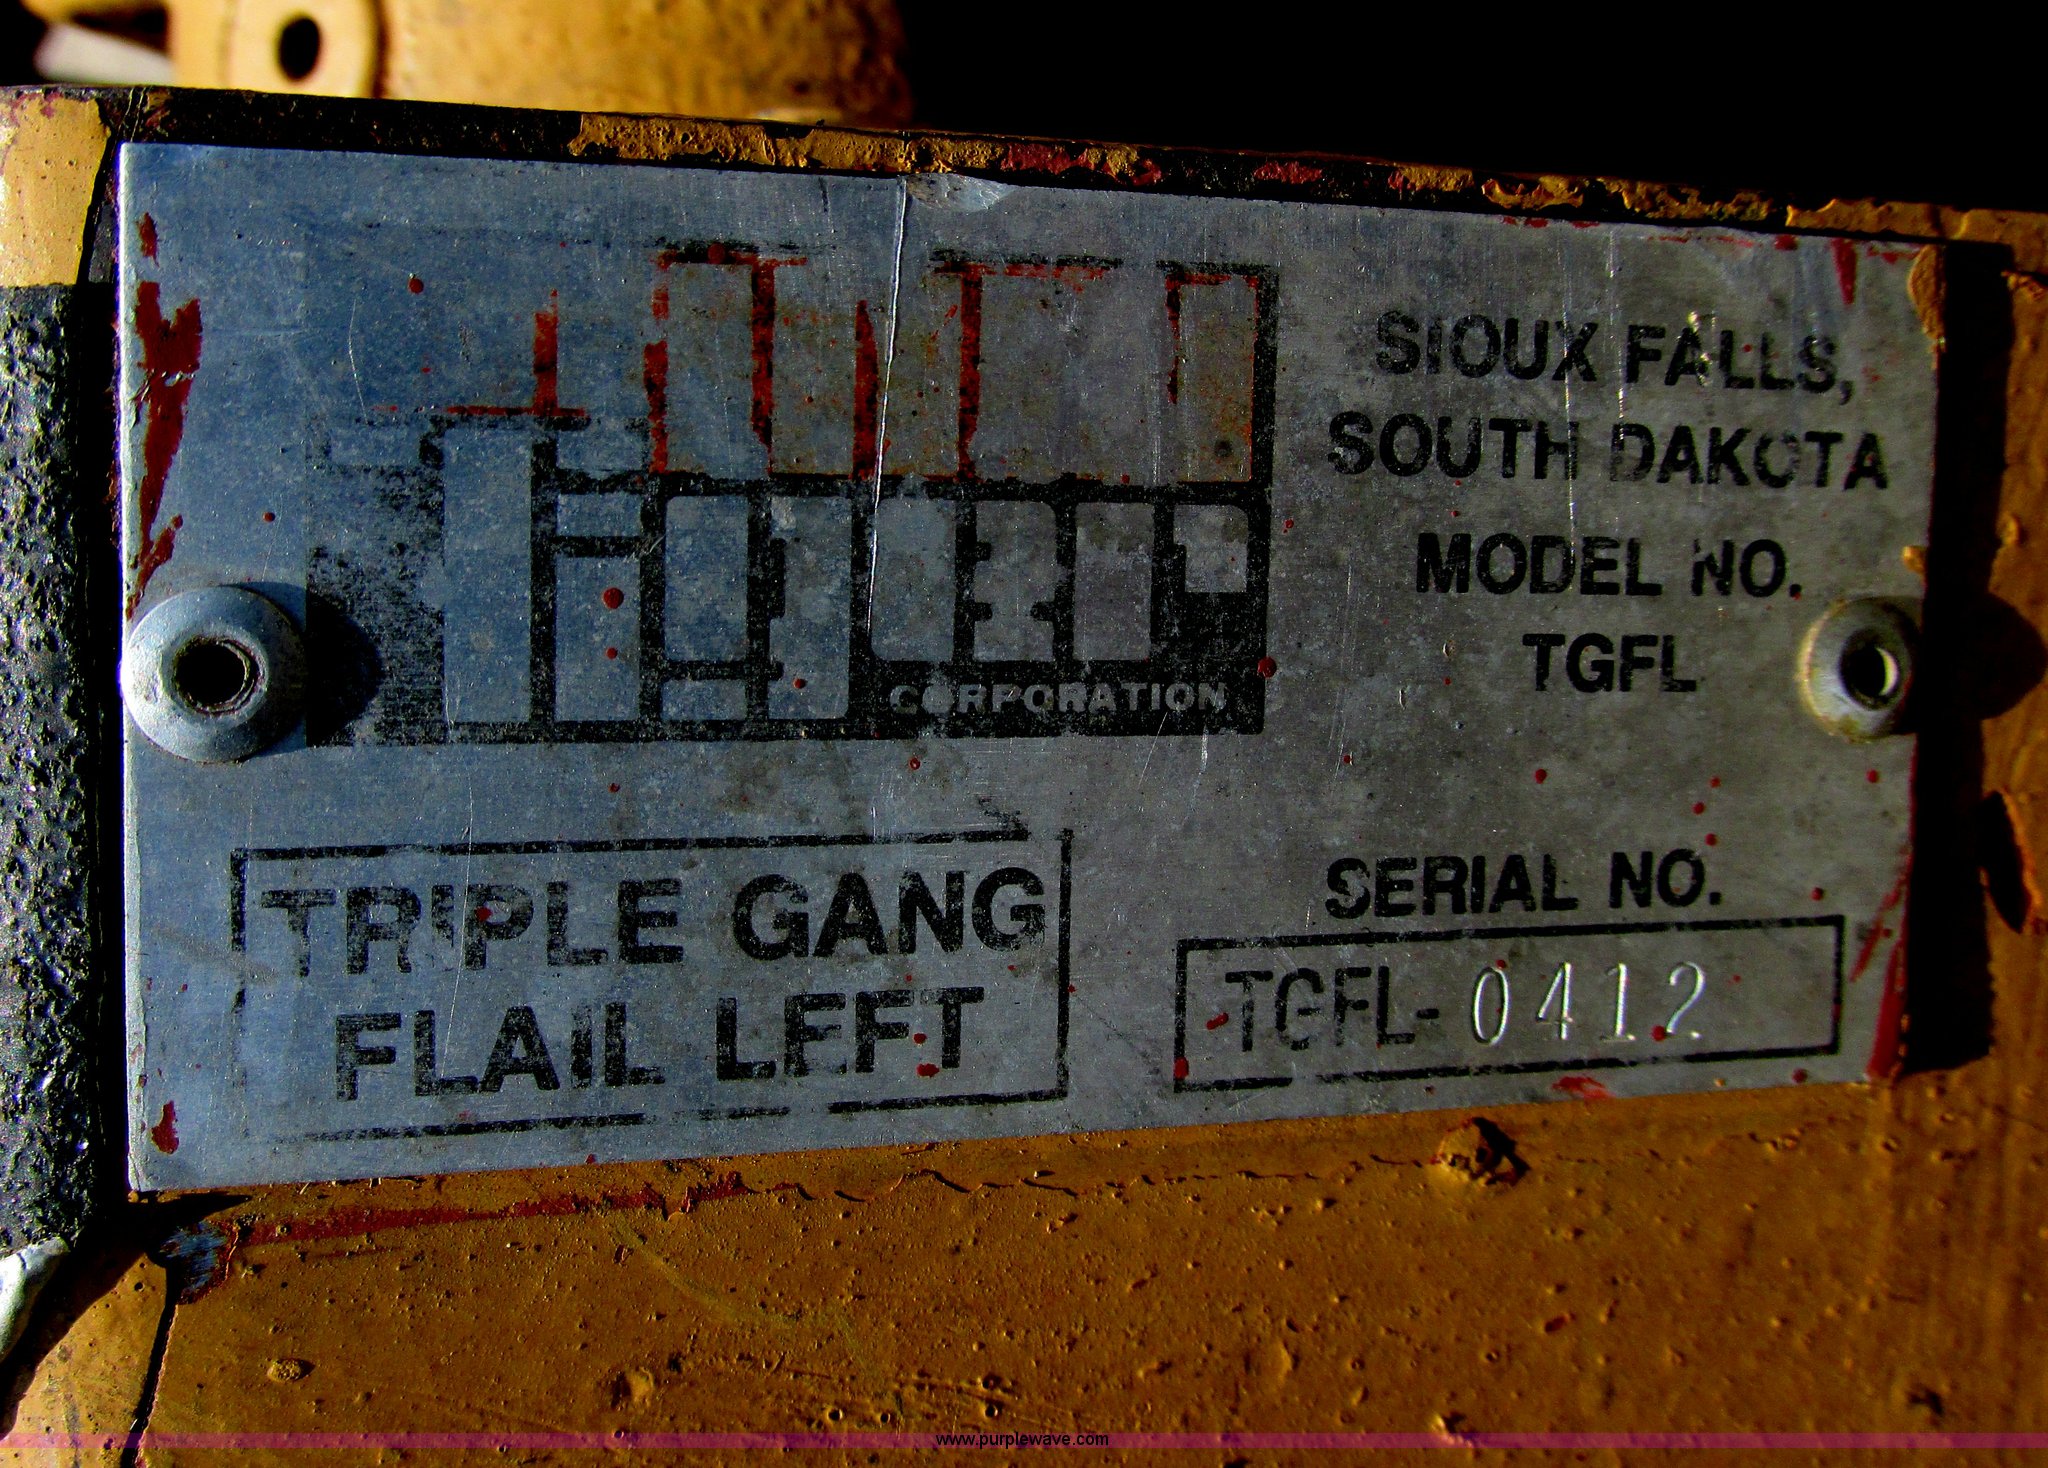 CORPORATION
SIOUX FALLS,
SOUTH DAKOTA
MODEL NO.
TGFL
TRIPLE GANG
FLAIL LEFT
SERIAL NO.
TGFL-0412
www.purplewave.com